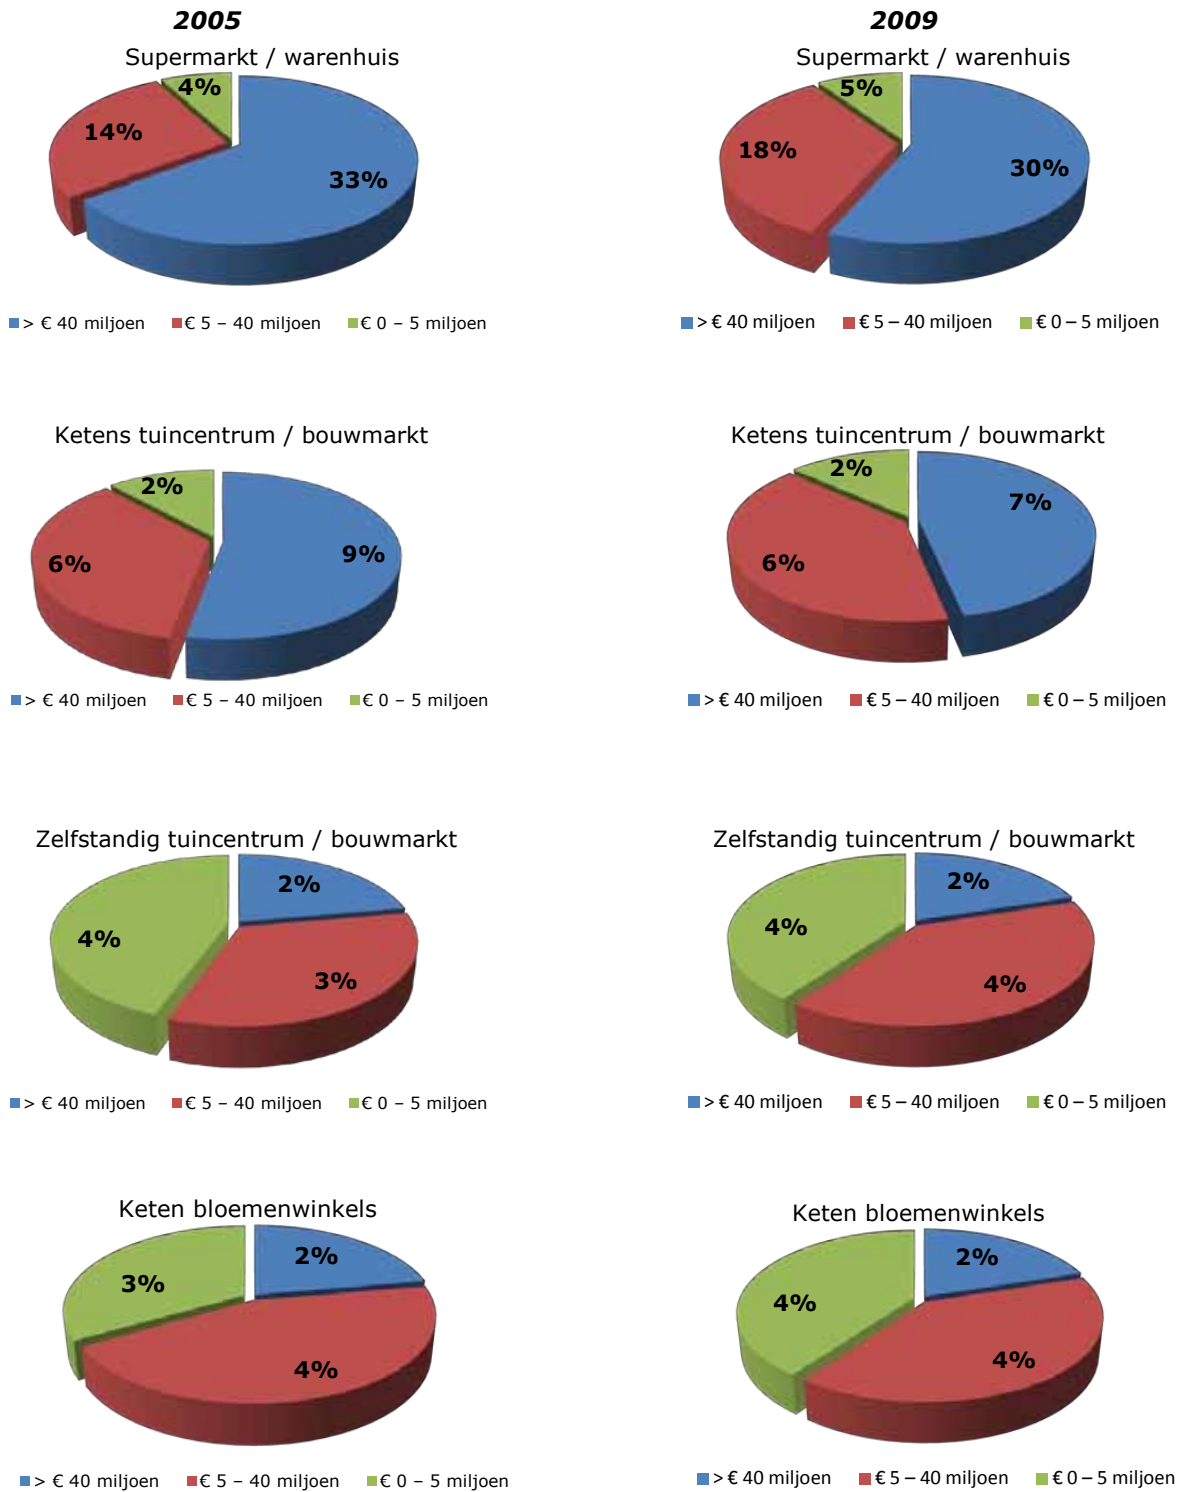 2005
2009
Supermarkt / warenhuis
Supermarkt / warenhuis
4%
14%
33%
5%
18%
30%
> € 40 miljoen € 5 – 40 miljoen € 0 – 5 miljoen
> € 40 miljoen € 5 – 40 miljoen € 0 – 5 miljoen
Ketens tuincentrum / bouwmarkt
Ketens tuincentrum / bouwmarkt
2%
6%
9%
2%
7%
6%
> € 40 miljoen € 5 – 40 miljoen € 0 – 5 miljoen
> € 40 miljoen € 5 – 40 miljoen € 0 – 5 miljoen
Zelfstandig tuincentrum / bouwmarkt
Zelfstandig tuincentrum / bouwmarkt
2%
4%
3%
2%
4%
4%
> € 40 miljoen € 5 – 40 miljoen € 0 – 5 miljoen
> € 40 miljoen € 5 – 40 miljoen € 0 – 5 miljoen
Keten bloemenwinkels
Keten bloemenwinkels
2%
3%
4%
2%
4%
4%
> € 40 miljoen € 5 – 40 miljoen € 0 – 5 miljoen
> € 40 miljoen € 5 – 40 miljoen € 0 – 5 miljoen